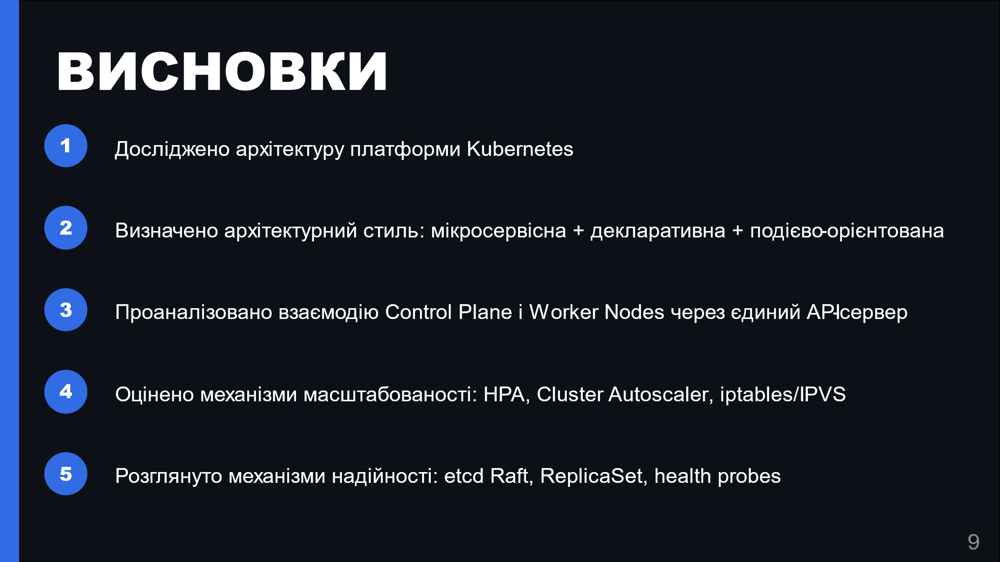 ВИСНОВКИ
1
Досліджено архітектуру платформи Kubernetes
2
Визначено архітектурний стиль: мікросервісна + декларативна + подієво-орієнтована
3
Проаналізовано взаємодію Control Plane і Worker Nodes через єдиний API-сервер
4
Оцінено механізми масштабованості: HPA, Cluster Autoscaler, iptables/IPVS
5
Розглянуто механізми надійності: etcd Raft, ReplicaSet, health probes
9